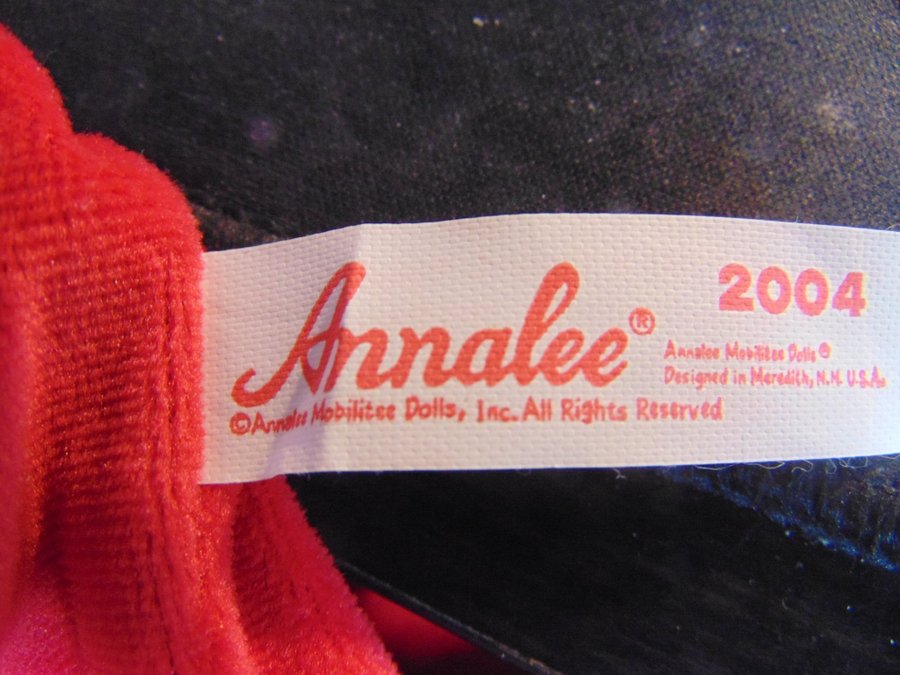 Annalee®
2004
Annalee Mobilitee Dolls®
Designed in Meredith, N.H. U.S.A.
©Annalee Mobilitee Dolls, Inc. All Rights Reserved